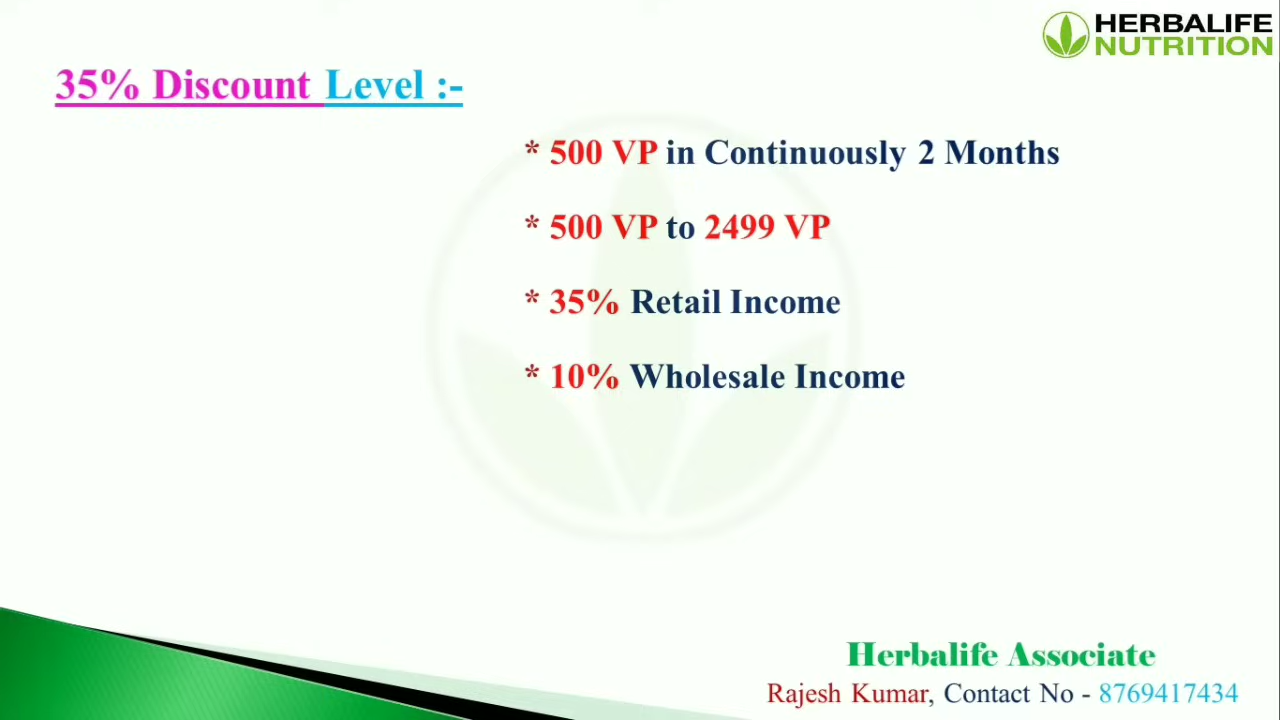 HERBALIFE
NUTRITION
35% Discount Level :-
* 500 VP in Continuously 2 Months
* 500 VP to 2499 VP
* 35% Retail Income
* 10% Wholesale Income
Herbalife Associate
Rajesh Kumar, Contact No - 8769417434